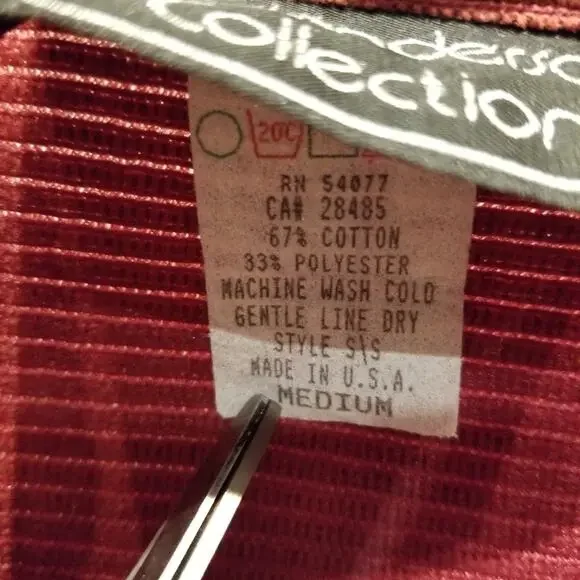 Collection
20C
RN 54077
CA# 28485
67% COTTON
33% POLYESTER
MACHINE WASH COLD
GENTLE LINE DRY
STYLE S\S
MADE IN U.S.A.
MEDIUM